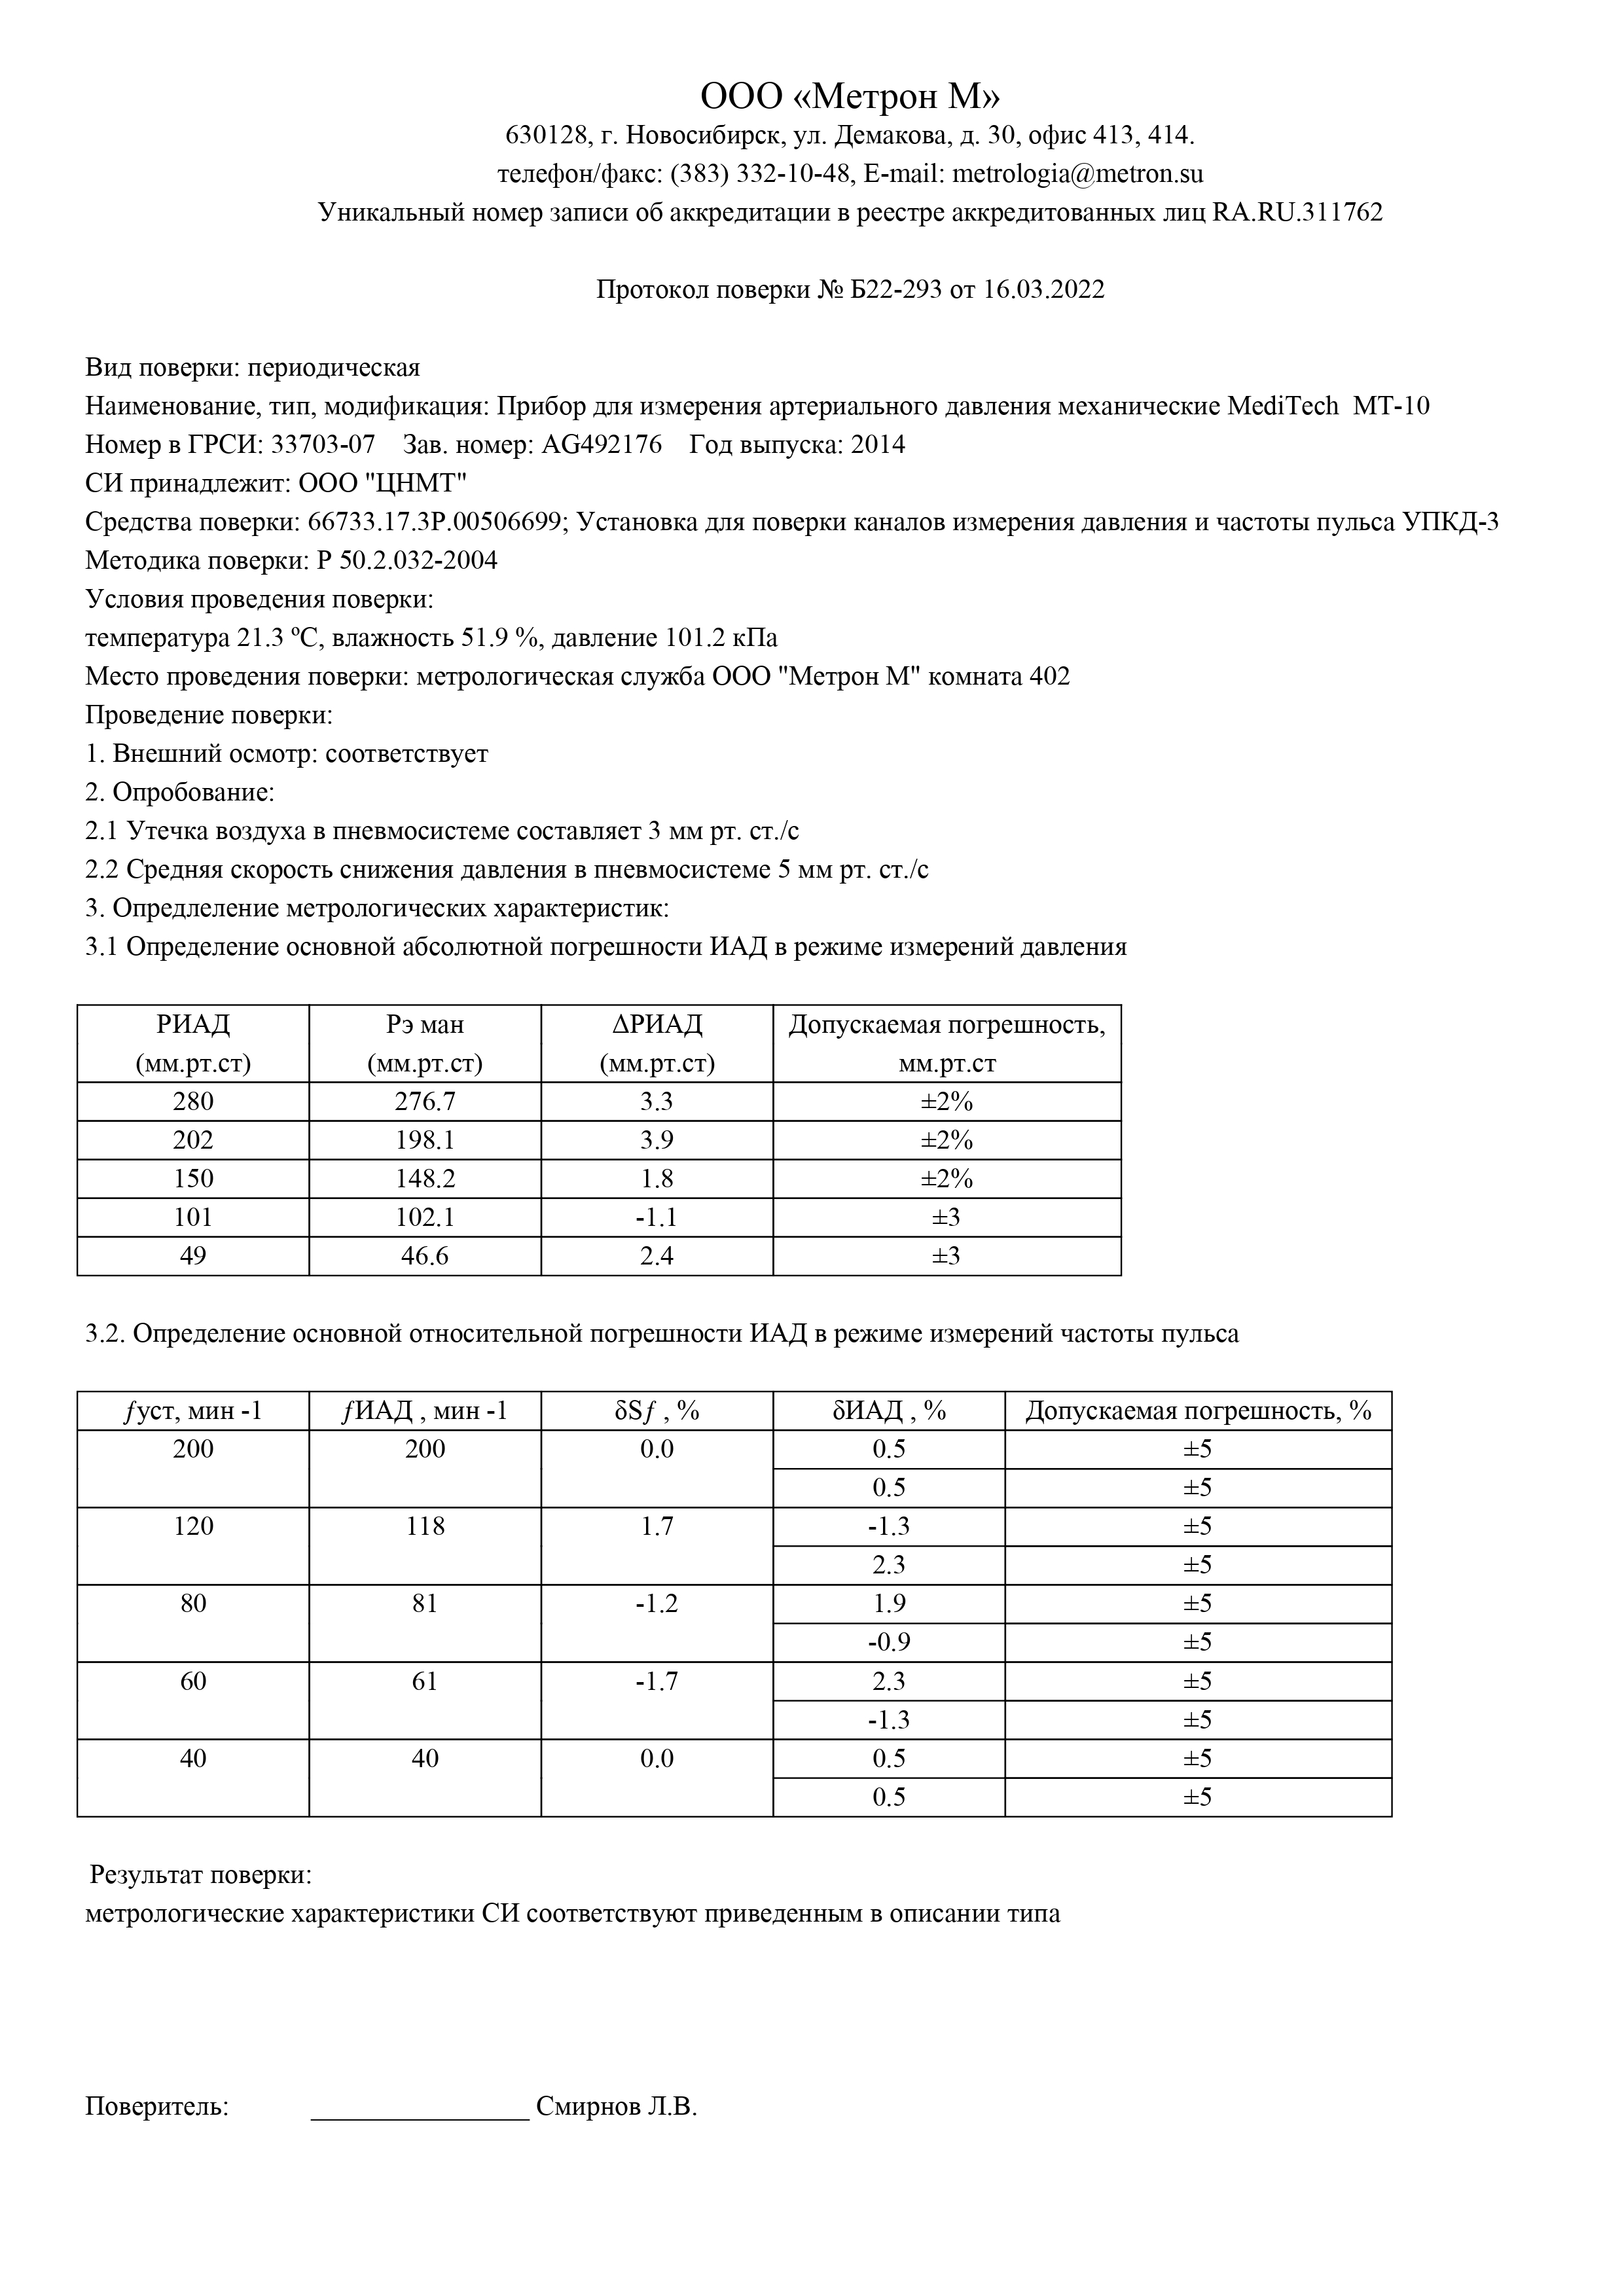 ООО «Метрон М»
630128, г. Новосибирск, ул. Демакова, д. 30, офис 413, 414.
телефон/факс: (383) 332-10-48, E-mail: metrologia@metron.su
Уникальный номер записи об аккредитации в реестре аккредитованных лиц RA.RU.311762
Протокол поверки № Б22-293 от 16.03.2022
Вид поверки: периодическая
Наименование, тип, модификация: Прибор для измерения артериального давления механические MediTech  МТ-10
Номер в ГРСИ: 33703-07    Зав. номер: AG492176    Год выпуска: 2014
СИ принадлежит: ООО "ЦНМТ"
Средства поверки: 66733.17.3Р.00506699; Установка для поверки каналов измерения давления и частоты пульса УПКД-3
Методика поверки: Р 50.2.032-2004
Условия проведения поверки:
температура 21.3 ºС, влажность 51.9 %, давление 101.2 кПа
Место проведения поверки: метрологическая служба ООО "Метрон М" комната 402
Проведение поверки:
1. Внешний осмотр: соответствует
2. Опробование:
2.1 Утечка воздуха в пневмосистеме составляет 3 мм рт. ст./с
2.2 Средняя скорость снижения давления в пневмосистеме 5 мм рт. ст./с
3. Опредлеление метрологических характеристик:
3.1 Определение основной абсолютной погрешности ИАД в режиме измерений давления
РИАД Рэ ман ΔРИАД Допускаемая погрешность,
(мм.рт.ст) (мм.рт.ст) (мм.рт.ст) мм.рт.ст
280 276.7 3.3 ±2%
202 198.1 3.9 ±2%
150 148.2 1.8 ±2%
101 102.1 -1.1 ±3
49 46.6 2.4 ±3
3.2. Определение основной относительной погрешности ИАД в режиме измерений частоты пульса
ƒуст, мин -1 ƒИАД , мин -1 δSƒ , % δИАД , % Допускаемая погрешность, %
200 200 0.0 0.5 ±5
0.5 ±5
120 118 1.7 -1.3 ±5
2.3 ±5
80 81 -1.2 1.9 ±5
-0.9 ±5
60 61 -1.7 2.3 ±5
-1.3 ±5
40 40 0.0 0.5 ±5
0.5 ±5
Результат поверки:
метрологические характеристики СИ соответствуют приведенным в описании типа
Поверитель: ________________ Смирнов Л.В.